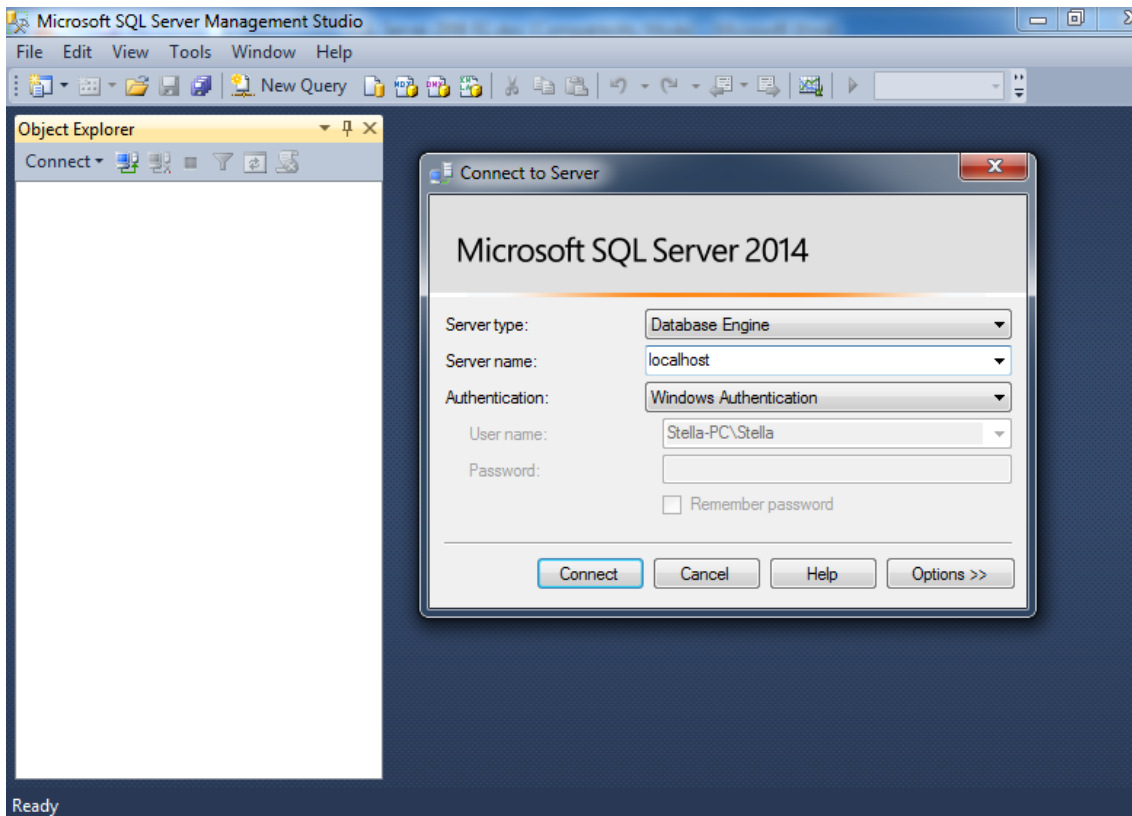 Microsoft SQL Server Management Studio
File Edit View Tools Window Help
New Query
Object Explorer
Connect
Connect to Server
Microsoft SQL Server 2014
Server type: Database Engine
Server name: localhost
Authentication: Windows Authentication
User name: Stella-PC\Stella
Password:
Remember password
Connect Cancel Help Options >>
Ready